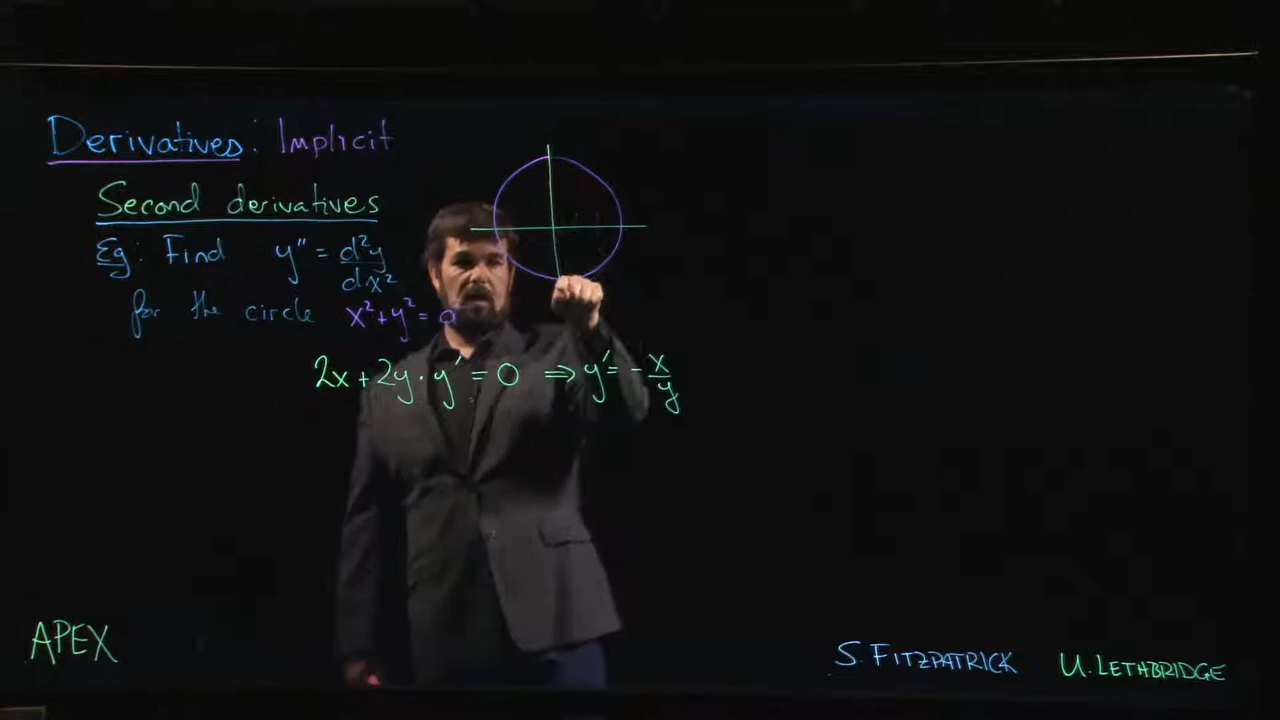 Derivatives: Implicit
Second derivatives
Eg: Find y" = d²y/dx²
for the circle x²+y² = a
2x + 2y · y' = 0 ⇒ y' = - x/y
APEX
S. FITZPATRICK U. LETHBRIDGE